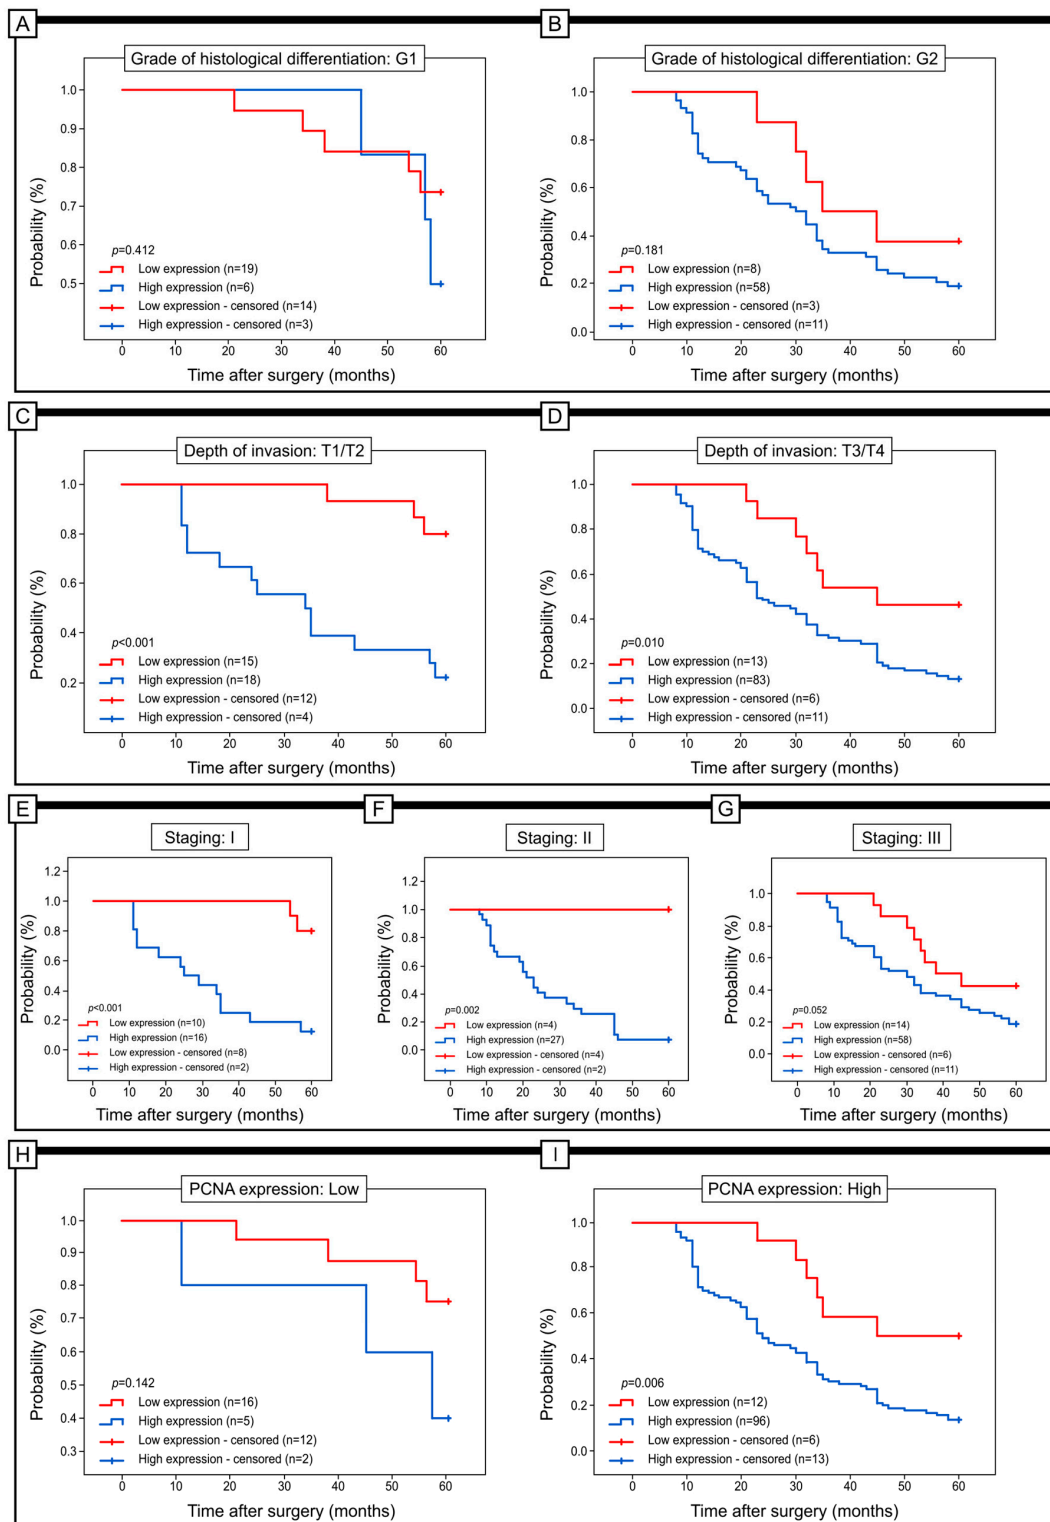 A
Grade of histological differentiation: G1
1.0
0.9
0.8
0.7
0.6
0.5
Probability (%)
p=0.412
Low expression (n=19)
High expression (n=6)
Low expression - censored (n=14)
High expression - censored (n=3)
0 10 20 30 40 50 60
Time after surgery (months)
B
Grade of histological differentiation: G2
1.0
0.8
0.6
0.4
0.2
0.0
Probability (%)
p=0.181
Low expression (n=8)
High expression (n=58)
Low expression - censored (n=3)
High expression - censored (n=11)
0 10 20 30 40 50 60
Time after surgery (months)
C
Depth of invasion: T1/T2
1.0
0.8
0.6
0.4
0.2
Probability (%)
p<0.001
Low expression (n=15)
High expression (n=18)
Low expression - censored (n=12)
High expression - censored (n=4)
0 10 20 30 40 50 60
Time after surgery (months)
D
Depth of invasion: T3/T4
1.0
0.8
0.6
0.4
0.2
0.0
Probability (%)
p=0.010
Low expression (n=13)
High expression (n=83)
Low expression - censored (n=6)
High expression - censored (n=11)
0 10 20 30 40 50 60
Time after surgery (months)
E
Staging: I
1.2
1.0
0.8
0.6
0.4
0.2
0.0
Probability (%)
p<0.001
Low expression (n=10)
High expression (n=16)
Low expression - censored (n=8)
High expression - censored (n=2)
0 10 20 30 40 50 60
Time after surgery (months)
F
Staging: II
1.2
1.0
0.8
0.6
0.4
0.2
0.0
Probability (%)
p=0.002
Low expression (n=4)
High expression (n=27)
Low expression - censored (n=4)
High expression - censored (n=2)
0 10 20 30 40 50 60
Time after surgery (months)
G
Staging: III
1.0
0.8
0.6
0.4
0.2
0.0
Probability (%)
p=0.052
Low expression (n=14)
High expression (n=58)
Low expression - censored (n=6)
High expression - censored (n=11)
0 10 20 30 40 50 60
Time after surgery (months)
H
PCNA expression: Low
1.0
0.9
0.8
0.6
0.5
0.4
0.3
Probability (%)
p=0.142
Low expression (n=16)
High expression (n=5)
Low expression - censored (n=12)
High expression - censored (n=2)
0 10 20 30 40 50 60
Time after surgery (months)
I
PCNA expression: High
1.0
0.8
0.6
0.4
0.2
0.0
Probability (%)
p=0.006
Low expression (n=12)
High expression (n=96)
Low expression - censored (n=6)
High expression - censored (n=13)
0 10 20 30 40 50 60
Time after surgery (months)